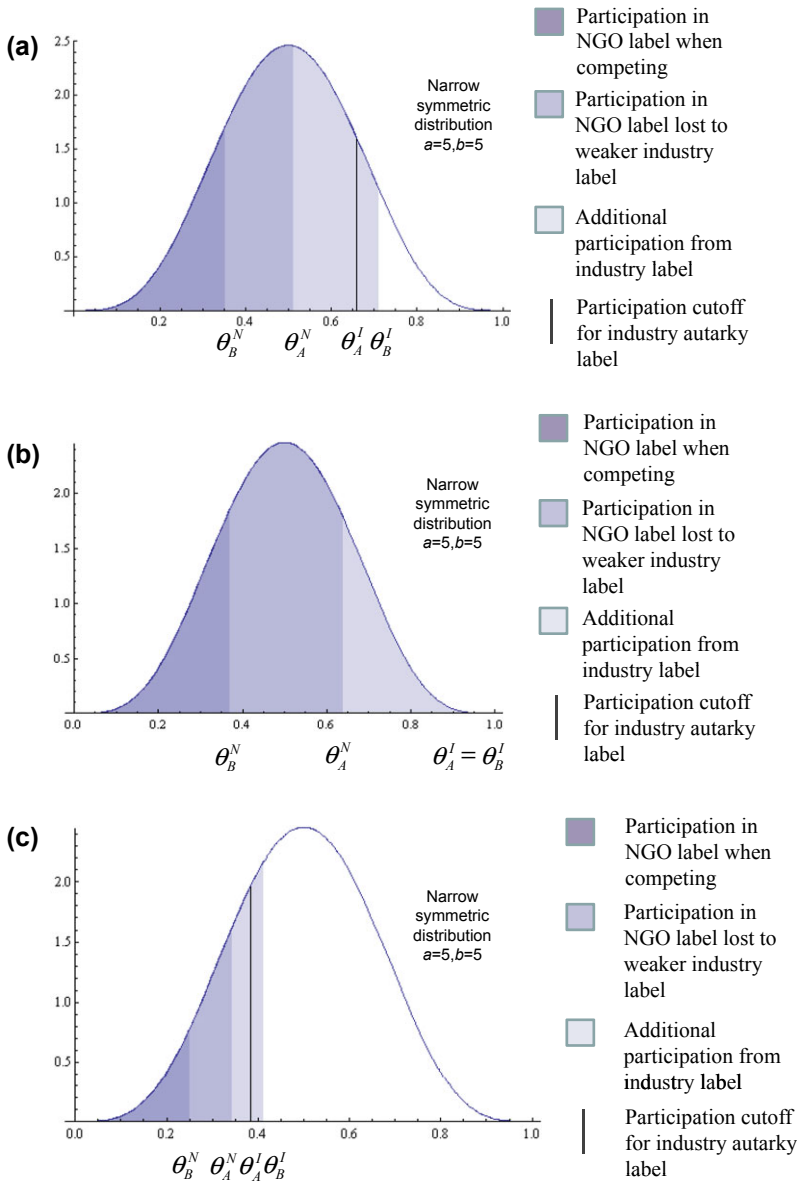 (a)
2.5
2.0
1.5
1.0
0.5
0.2 0.4 0.6 0.8 1.0
Narrow
symmetric
distribution
a=5,b=5
θ_B^N θ_A^N θ_A^I θ_B^I
Participation in
NGO label when
competing
Participation in
NGO label lost to
weaker industry
label
Additional
participation from
industry label
Participation cutoff
for industry autarky
label
(b)
2.0
1.5
1.0
0.5
0.0 0.2 0.4 0.6 0.8 1.0
Narrow
symmetric
distribution
a=5,b=5
θ_B^N θ_A^N θ_A^I = θ_B^I
Participation in
NGO label when
competing
Participation in
NGO label lost to
weaker industry
label
Additional
participation from
industry label
Participation cutoff
for industry autarky
label
(c)
2.0
1.5
1.0
0.5
0.0 0.2 0.4 0.6 0.8 1.0
Narrow
symmetric
distribution
a=5,b=5
θ_B^N θ_A^N θ_A^I θ_B^I
Participation in
NGO label when
competing
Participation in
NGO label lost to
weaker industry
label
Additional
participation from
industry label
Participation cutoff
for industry autarky
label